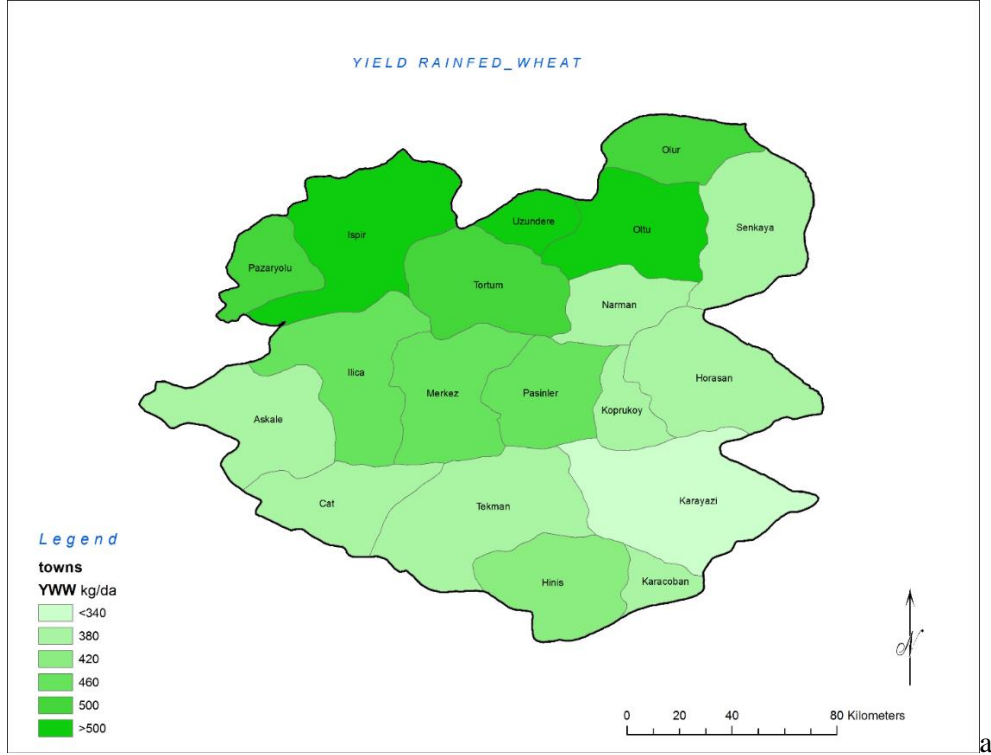 YIELD RAINFED_WHEAT
Olur
Uzundere
Oltu
Senkaya
Ispir
Pazaryolu
Tortum
Narman
Ilica
Merkez
Pasinler
Horasan
Koprukoy
Askale
Cat
Tekman
Karayazi
Hinis
Karacoban
Legend
towns
YWW kg/da
<340
380
420
460
500
>500
N
0 20 40 80 Kilometers
a